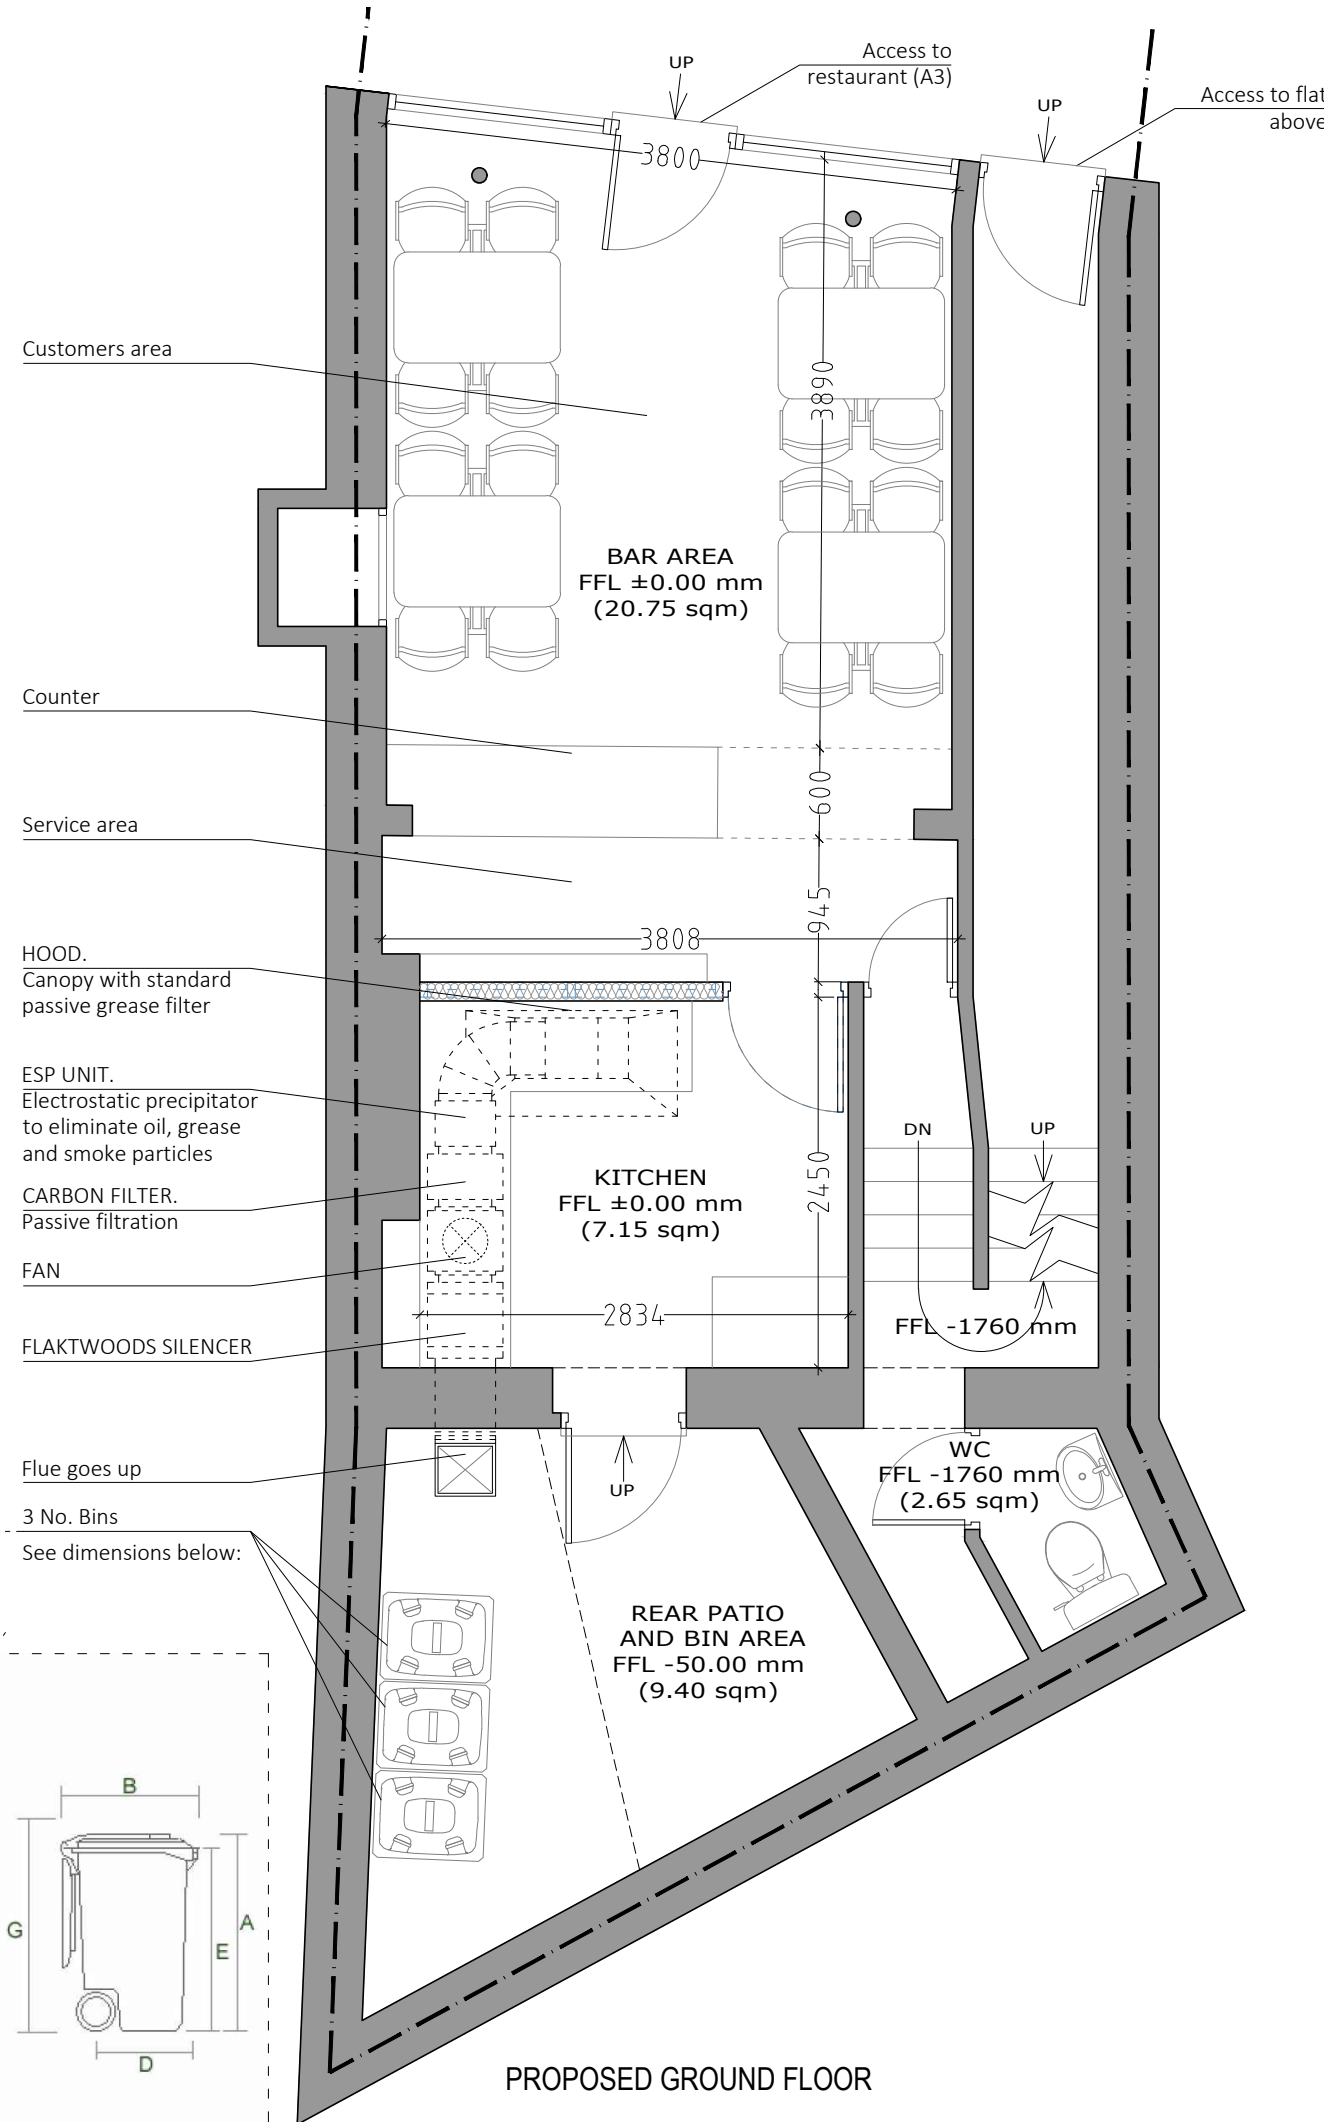 UP
Access to
restaurant (A3)
UP
Access to flat
above
3800
Customers area
3890
BAR AREA
FFL ±0.00 mm
(20.75 sqm)
Counter
600
Service area
945
3808
HOOD.
Canopy with standard
passive grease filter
ESP UNIT.
Electrostatic precipitator
to eliminate oil, grease
and smoke particles
DN
UP
2450
KITCHEN
FFL ±0.00 mm
(7.15 sqm)
CARBON FILTER.
Passive filtration
FAN
2834
FFL -1760 mm
FLAKTWOODS SILENCER
WC
FFL -1760 mm
(2.65 sqm)
Flue goes up
UP
3 No. Bins
See dimensions below:
REAR PATIO
AND BIN AREA
FFL -50.00 mm
(9.40 sqm)
B
G
A
E
D
PROPOSED GROUND FLOOR